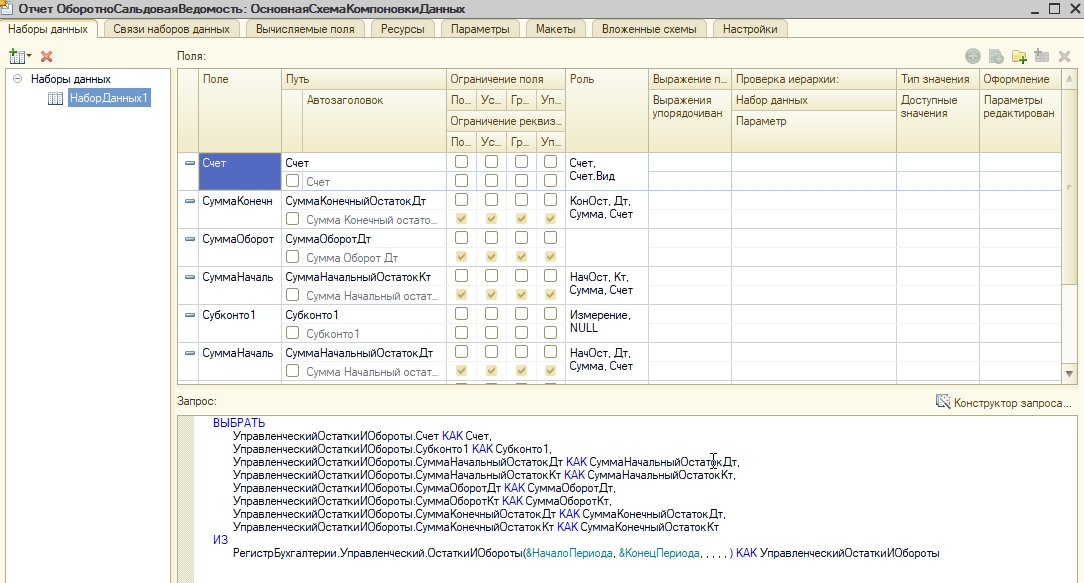 Отчет ОборотноСальдоваяВедомость: ОсновнаяСхемаКомпоновкиДанных
Наборы данных Связи наборов данных Вычисляемые поля Ресурсы Параметры Макеты Вложенные схемы Настройки
Поля:
Наборы данных
НаборДанных1
Поле Путь Ограничение поля Роль Выражение п... Проверка иерархии: Тип значения Оформление
Автозаголовок По... Ус... Гр... Уп... Выражения упорядочиван Набор данных Доступные значения Параметры редактирован
Ограничение реквиз... Параметр
По... Ус... Гр... Уп...
Счет Счет Счет, Счет.Вид
Счет
СуммаКонечн СуммаКонечныйОстатокДт КонОст, Дт, Сумма, Счет
Сумма Конечный остато...
СуммаОборот СуммаОборотДт
Сумма Оборот Дт
СуммаНачаль СуммаНачальныйОстатокКт НачОст, Кт, Сумма, Счет
Сумма Начальный остат...
Субконто1 Субконто1 Измерение, NULL
Субконто1
СуммаНачаль СуммаНачальныйОстатокДт НачОст, Дт, Сумма, Счет
Сумма Начальный остат...
Запрос:
Конструктор запроса...
ВЫБРАТЬ
УправленческийОстаткиИОбороты.Счет КАК Счет,
УправленческийОстаткиИОбороты.Субконто1 КАК Субконто1,
УправленческийОстаткиИОбороты.СуммаНачальныйОстатокДт КАК СуммаНачальныйОстатокДт,
УправленческийОстаткиИОбороты.СуммаНачальныйОстатокКт КАК СуммаНачальныйОстатокКт,
УправленческийОстаткиИОбороты.СуммаОборотДт КАК СуммаОборотДт,
УправленческийОстаткиИОбороты.СуммаОборотКт КАК СуммаОборотКт,
УправленческийОстаткиИОбороты.СуммаКонечныйОстатокДт КАК СуммаКонечныйОстатокДт,
УправленческийОстаткиИОбороты.СуммаКонечныйОстатокКт КАК СуммаКонечныйОстатокКт
ИЗ
РегистрБухгалтерии.Управленческий.ОстаткиИОбороты(&НачалоПериода, &КонецПериода, , , , , ) КАК УправленческийОстаткиИОбороты